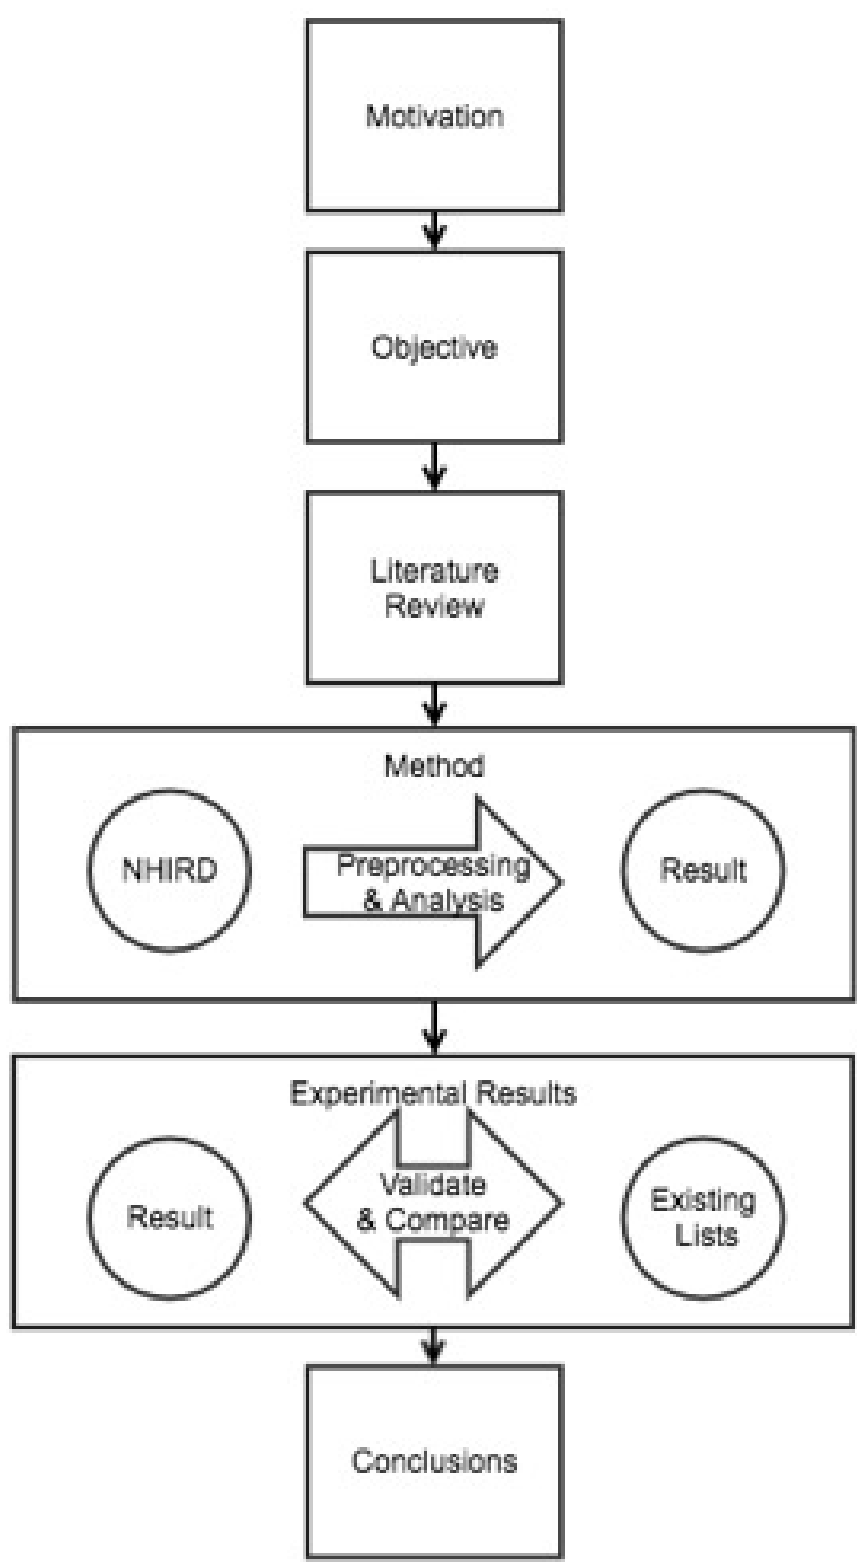 Motivation
Objective
Literature
Review
Method
NHIRD
Preprocessing
& Analysis
Result
Experimental Results
Result
Validate
& Compare
Existing
Lists
Conclusions